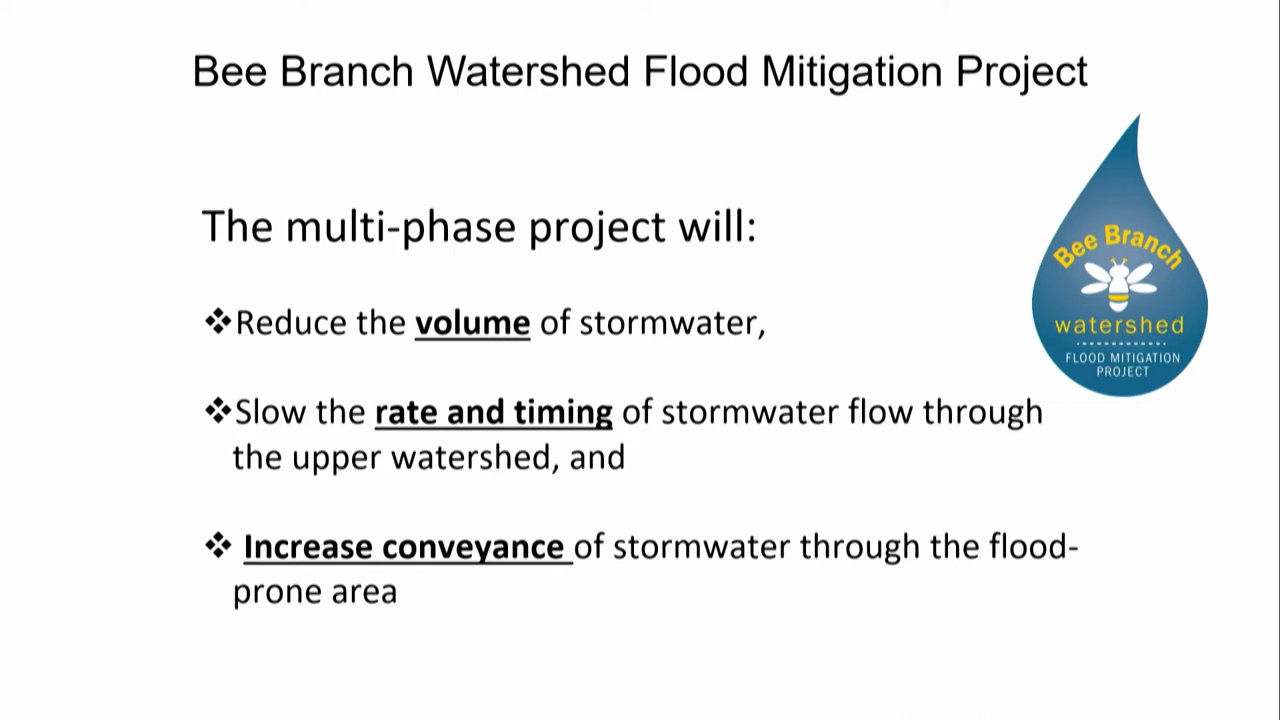 Bee Branch Watershed Flood Mitigation Project
The multi-phase project will:
❖Reduce the volume of stormwater,
❖Slow the rate and timing of stormwater flow through
the upper watershed, and
❖ Increase conveyance of stormwater through the flood-
prone area
Bee Branch
watershed
FLOOD MITIGATION
PROJECT